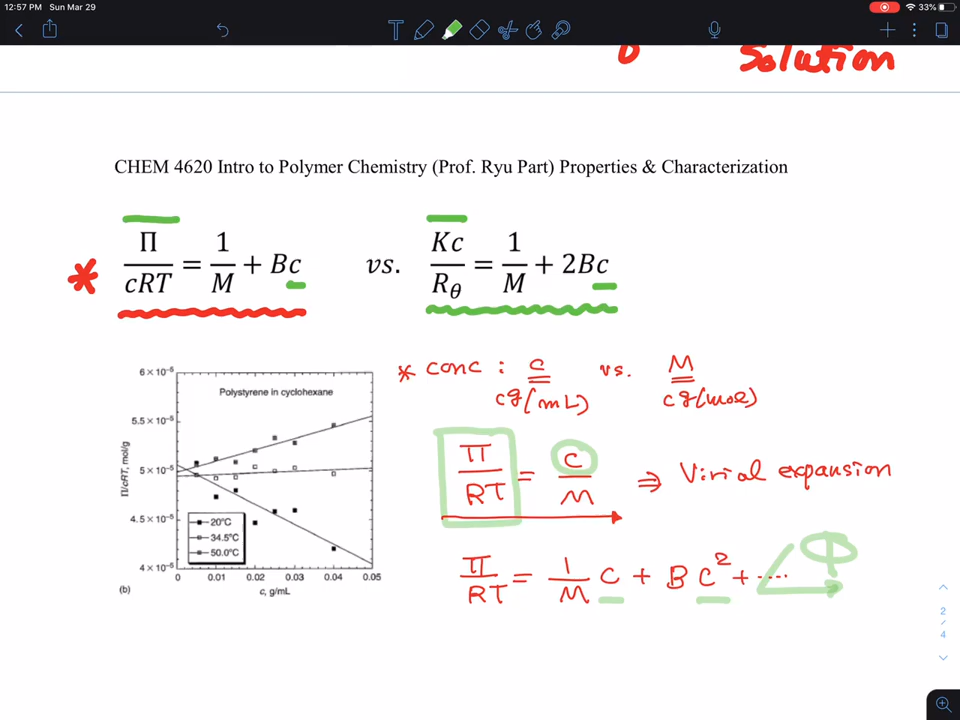 12:57 PM Sun Mar 29
33%
Solution
CHEM 4620 Intro to Polymer Chemistry (Prof. Ryu Part) Properties & Characterization
Π/cRT = 1/M + Bc vs. Kc/Rθ = 1/M + 2Bc
* conc : c vs. M
cg/mL) cg/mol)
Π/RT = c/M ⇒ Virial expansion
Π/RT = 1/M c + B c² + .... Φ
6 × 10⁻⁵
Polystyrene in cyclohexane
5.5 × 10⁻⁵
5 × 10⁻⁵
4.5 × 10⁻⁵
4 × 10⁻⁵
Π/cRT, mol/g
20°C
34.5°C
50.0°C
0 0.01 0.02 0.03 0.04 0.05
(b) c, g/mL
2
/
4